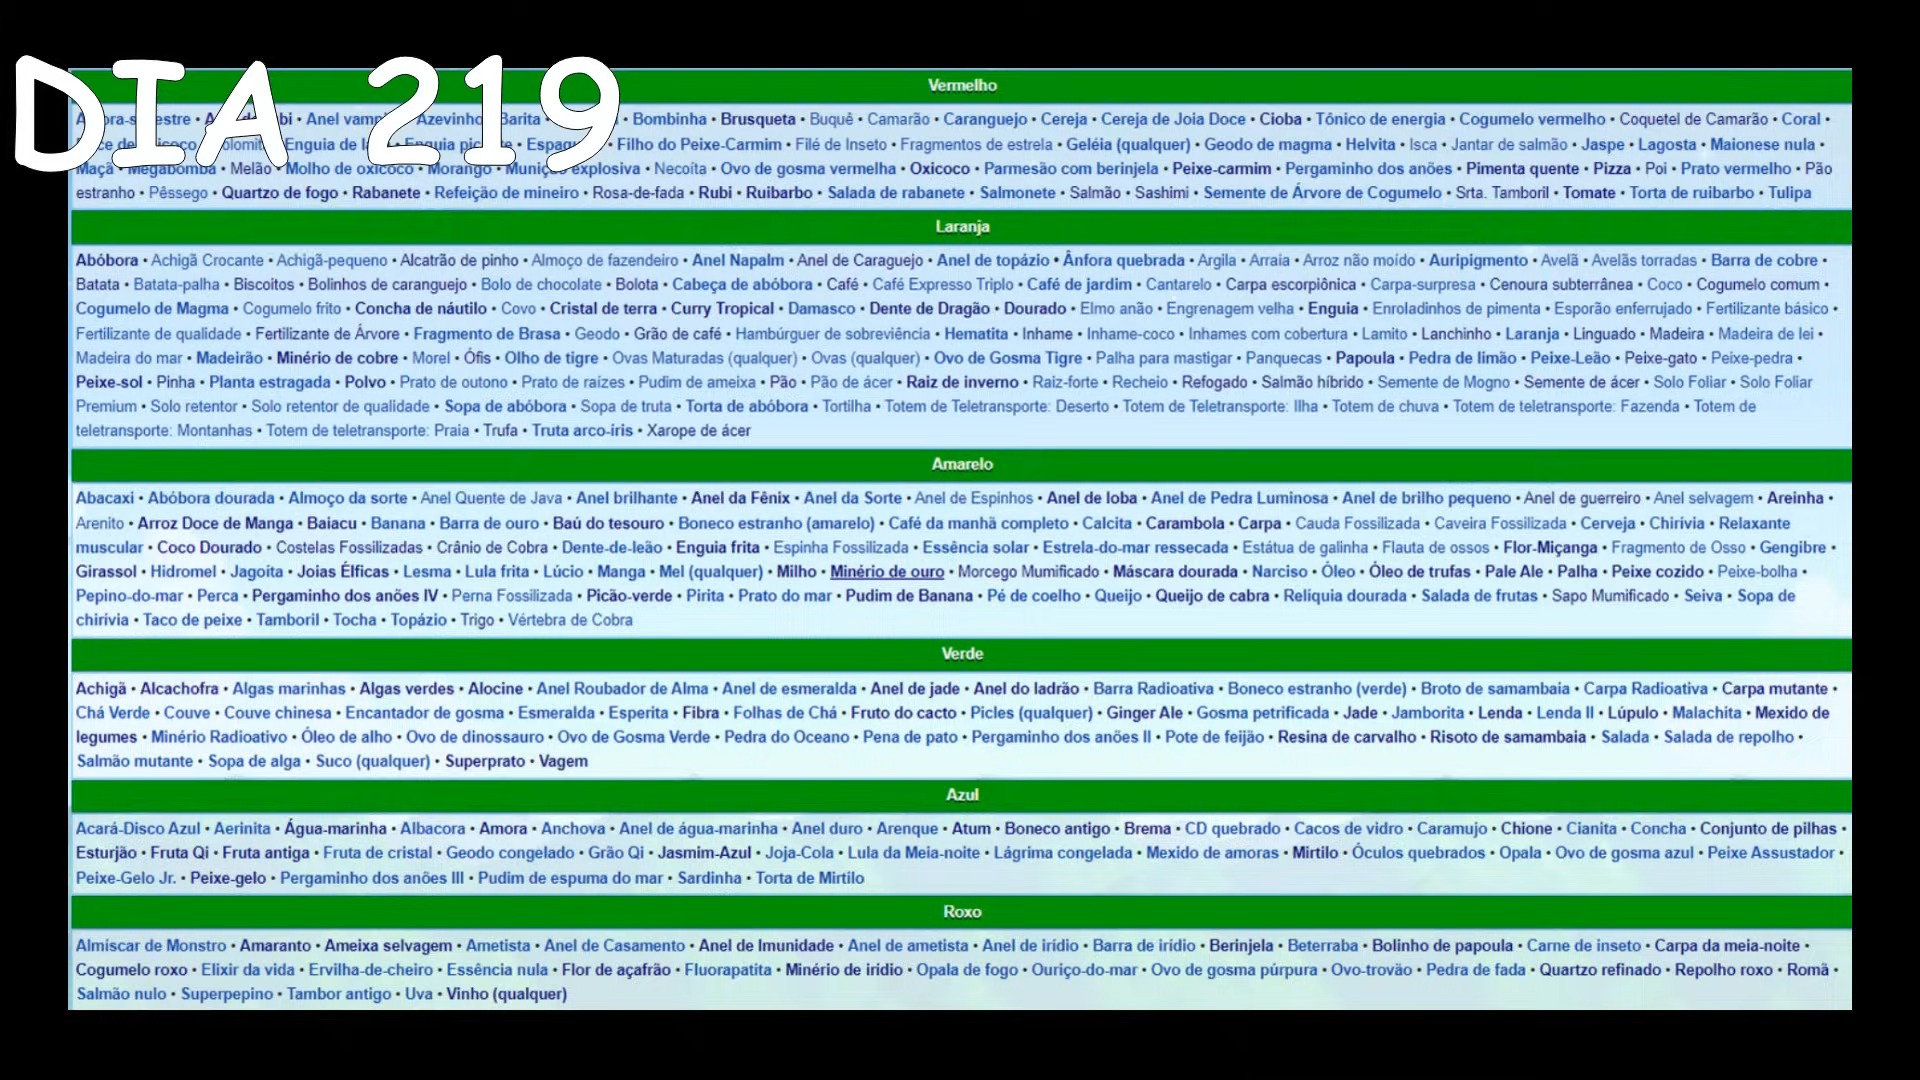 DIA 219
Vermelho
Anel vampi Azevinho Barita • Bombinha • Brusqueta • Buquê • Camarão • Caranguejo • Cereja • Cereja de Joia Doce • Cioba • Tônico de energia • Cogumelo vermelho • Coquetel de Camarão • Coral •
Enguia de Filho do Peixe-Carmim • Filé de Inseto • Fragmentos de estrela • Geléia (qualquer) • Geodo de magma • Helvita • Isca • Jantar de salmão • Jaspe • Lagosta • Maionese nula •
Maçã • Megabomba • Melão • Molho de oxicoco • Morango • Munição explosiva • Necoíta • Ovo de gosma vermelha • Oxicoco • Parmesão com berinjela • Peixe-carmim • Pergaminho dos anões • Pimenta quente • Pizza • Poi • Prato vermelho • Pão
estranho • Pêssego • Quartzo de fogo • Rabanete • Refeição de mineiro • Rosa-de-fada • Rubi • Ruibarbo • Salada de rabanete • Salmonete • Salmão • Sashimi • Semente de Árvore de Cogumelo • Srta. Tamboril • Tomate • Torta de ruibarbo • Tulipa
Laranja
Abóbora • Achigã Crocante • Achigã-pequeno • Alcatrão de pinho • Almoço de fazendeiro • Anel Napalm • Anel de Caraguejo • Anel de topázio • Ânfora quebrada • Argila • Arraia • Arroz não moído • Auripigmento • Avelã • Avelãs torradas • Barra de cobre •
Batata • Batata-palha • Biscoitos • Bolinhos de caranguejo • Bolo de chocolate • Bolota • Cabeça de abóbora • Café • Café Expresso Triplo • Café de jardim • Cantarelo • Carpa escorpiônica • Carpa-surpresa • Cenoura subterrânea • Coco • Cogumelo comum •
Cogumelo de Magma • Cogumelo frito • Concha de náutilo • Covo • Cristal de terra • Curry Tropical • Damasco • Dente de Dragão • Dourado • Elmo anão • Engrenagem velha • Enguia • Enroladinhos de pimenta • Esporão enferrujado • Fertilizante básico •
Fertilizante de qualidade • Fertilizante de Árvore • Fragmento de Brasa • Geodo • Grão de café • Hambúrguer de sobrevivência • Hematita • Inhame • Inhame-coco • Inhames com cobertura • Lamito • Lanchinho • Laranja • Linguado • Madeira • Madeira de lei •
Madeira do mar • Madeirão • Minério de cobre • Morel • Ófis • Olho de tigre • Ovas Maturadas (qualquer) • Ovas (qualquer) • Ovo de Gosma Tigre • Palha para mastigar • Panquecas • Papoula • Pedra de limão • Peixe-Leão • Peixe-gato • Peixe-pedra •
Peixe-sol • Pinha • Planta estragada • Polvo • Prato de outono • Prato de raízes • Pudim de ameixa • Pão • Pão de ácer • Raiz de inverno • Raiz-forte • Recheio • Refogado • Salmão híbrido • Semente de Mogno • Semente de ácer • Solo Foliar • Solo Foliar
Premium • Solo retentor • Solo retentor de qualidade • Sopa de abóbora • Sopa de truta • Torta de abóbora • Tortilha • Totem de Teletransporte: Deserto • Totem de Teletransporte: Ilha • Totem de chuva • Totem de teletransporte: Fazenda • Totem de
teletransporte: Montanhas • Totem de teletransporte: Praia • Trufa • Truta arco-íris • Xarope de ácer
Amarelo
Abacaxi • Abóbora dourada • Almoço da sorte • Anel Quente de Java • Anel brilhante • Anel da Fênix • Anel da Sorte • Anel de Espinhos • Anel de Ioba • Anel de Pedra Luminosa • Anel de brilho pequeno • Anel de guerreiro • Anel selvagem • Areinha •
Arenito • Arroz Doce de Manga • Baiacu • Banana • Barra de ouro • Baú do tesouro • Boneco estranho (amarelo) • Café da manhã completo • Calcita • Carambola • Carpa • Cauda Fossilizada • Caveira Fossilizada • Cerveja • Chirívia • Relaxante
muscular • Coco Dourado • Costelas Fossilizadas • Crânio de Cobra • Dente-de-leão • Enguia frita • Espinha Fossilizada • Essência solar • Estrela-do-mar ressecada • Estátua de galinha • Flauta de ossos • Flor-Miçanga • Fragmento de Osso • Gengibre •
Girassol • Hidromel • Jagoita • Joias Élficas • Lesma • Lula frita • Lúcio • Manga • Mel (qualquer) • Milho • Minério de ouro • Morcego Mumificado • Máscara dourada • Narciso • Óleo • Óleo de trufas • Pale Ale • Palha • Peixe cozido • Peixe-bolha •
Pepino-do-mar • Perca • Pergaminho dos anões IV • Perna Fossilizada • Picão-verde • Pirita • Prato do mar • Pudim de Banana • Pé de coelho • Queijo • Queijo de cabra • Relíquia dourada • Salada de frutas • Sapo Mumificado • Seiva • Sopa de
chirívia • Taco de peixe • Tamboril • Tocha • Topázio • Trigo • Vértebra de Cobra
Verde
Achigã • Alcachofra • Algas marinhas • Algas verdes • Alocine • Anel Roubador de Alma • Anel de esmeralda • Anel de jade • Anel do ladrão • Barra Radioativa • Boneco estranho (verde) • Broto de samambaia • Carpa Radioativa • Carpa mutante •
Chá Verde • Couve • Couve chinesa • Encantador de gosma • Esmeralda • Esperita • Fibra • Folhas de Chá • Fruto do cacto • Picles (qualquer) • Ginger Ale • Gosma petrificada • Jade • Jamborita • Lenda • Lenda II • Lúpulo • Malachita • Mexido de
legumes • Minério Radioativo • Óleo de alho • Ovo de dinossauro • Ovo de Gosma Verde • Pedra do Oceano • Pena de pato • Pergaminho dos anões II • Pote de feijão • Resina de carvalho • Risoto de samambaia • Salada • Salada de repolho •
Salmão mutante • Sopa de alga • Suco (qualquer) • Superprato • Vagem
Azul
Acará-Disco Azul • Aerinita • Água-marinha • Albacora • Amora • Anchova • Anel de água-marinha • Anel duro • Arenque • Atum • Boneco antigo • Brema • CD quebrado • Cacos de vidro • Caramujo • Chione • Cianita • Concha • Conjunto de pilhas •
Esturjão • Fruta Qi • Fruta antiga • Fruta de cristal • Geodo congelado • Grão Qi • Jasmim-Azul • Joja-Cola • Lula da Meia-noite • Lágrima congelada • Mexido de amoras • Mirtilo • Óculos quebrados • Opala • Ovo de gosma azul • Peixe Assustador •
Peixe-Gelo Jr. • Peixe-gelo • Pergaminho dos anões III • Pudim de espuma do mar • Sardinha • Torta de Mirtilo
Roxo
Almíscar de Monstro • Amaranto • Ameixa selvagem • Ametista • Anel de Casamento • Anel de Imunidade • Anel de ametista • Anel de irídio • Barra de irídio • Berinjela • Beterraba • Bolinho de papoula • Carne de inseto • Carpa da meia-noite •
Cogumelo roxo • Elixir da vida • Ervilha-de-cheiro • Essência nula • Flor de açafrão • Fluorapatita • Minério de irídio • Opala de fogo • Ouriço-do-mar • Ovo de gosma púrpura • Ovo-trovão • Pedra de fada • Quartzo refinado • Repolho roxo • Romã •
Salmão nulo • Superpepino • Tambor antigo • Uva • Vinho (qualquer)